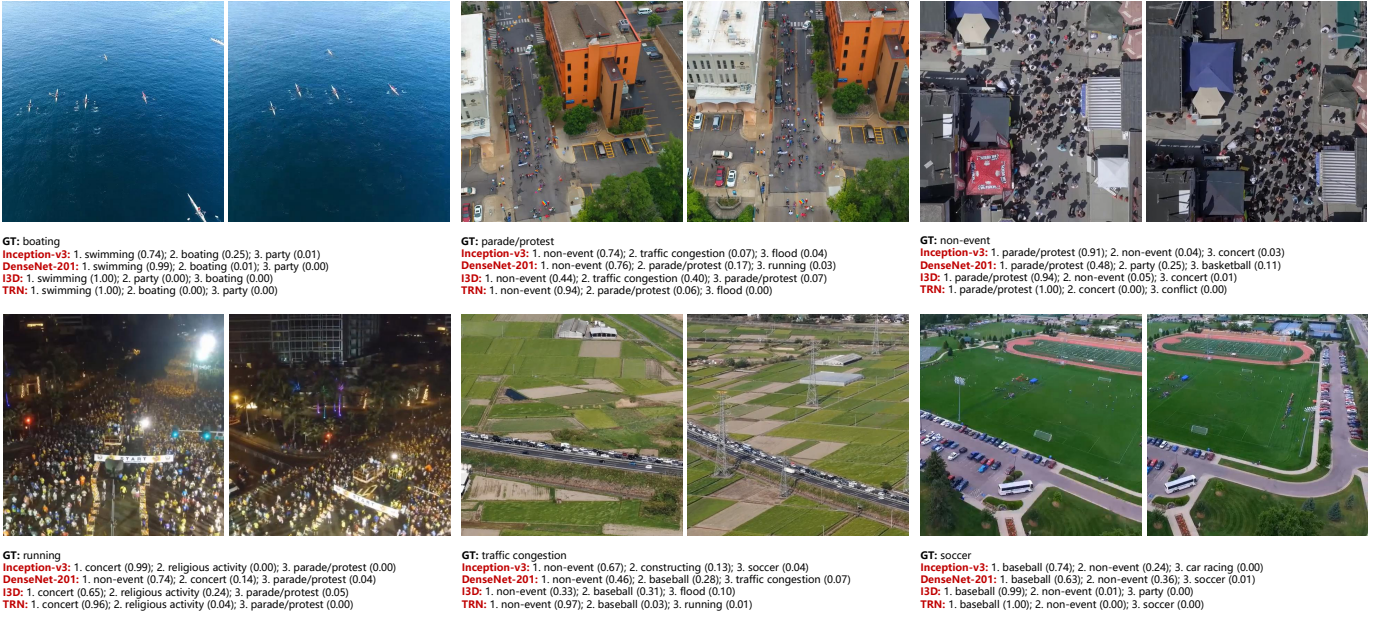 GT: boating
Inception-v3: 1. swimming (0.74); 2. boating (0.25); 3. party (0.01)
DenseNet-201: 1. swimming (0.99); 2. boating (0.01); 3. party (0.00)
I3D: 1. swimming (1.00); 2. party (0.00); 3. boating (0.00)
TRN: 1. swimming (1.00); 2. boating (0.00); 3. party (0.00)
GT: parade/protest
Inception-v3: 1. non-event (0.74); 2. traffic congestion (0.07); 3. flood (0.04)
DenseNet-201: 1. non-event (0.76); 2. parade/protest (0.17); 3. running (0.03)
I3D: 1. non-event (0.44); 2. traffic congestion (0.40); 3. parade/protest (0.07)
TRN: 1. non-event (0.94); 2. parade/protest (0.06); 3. flood (0.00)
GT: non-event
Inception-v3: 1. parade/protest (0.91); 2. non-event (0.04); 3. concert (0.03)
DenseNet-201: 1. parade/protest (0.48); 2. party (0.25); 3. basketball (0.11)
I3D: 1. parade/protest (0.94); 2. non-event (0.05); 3. concert (0.01)
TRN: 1. parade/protest (1.00); 2. concert (0.00); 3. conflict (0.00)
START
GT: running
Inception-v3: 1. concert (0.99); 2. religious activity (0.00); 3. parade/protest (0.00)
DenseNet-201: 1. non-event (0.74); 2. concert (0.14); 3. parade/protest (0.04)
I3D: 1. concert (0.65); 2. religious activity (0.24); 3. parade/protest (0.05)
TRN: 1. concert (0.96); 2. religious activity (0.04); 3. parade/protest (0.00)
GT: traffic congestion
Inception-v3: 1. non-event (0.67); 2. constructing (0.13); 3. soccer (0.04)
DenseNet-201: 1. non-event (0.46); 2. baseball (0.28); 3. traffic congestion (0.07)
I3D: 1. non-event (0.33); 2. baseball (0.31); 3. flood (0.10)
TRN: 1. non-event (0.97); 2. baseball (0.03); 3. running (0.01)
GT: soccer
Inception-v3: 1. baseball (0.74); 2. non-event (0.24); 3. car racing (0.00)
DenseNet-201: 1. baseball (0.63); 2. non-event (0.36); 3. soccer (0.01)
I3D: 1. baseball (0.99); 2. non-event (0.01); 3. party (0.00)
TRN: 1. baseball (1.00); 2. non-event (0.00); 3. soccer (0.00)